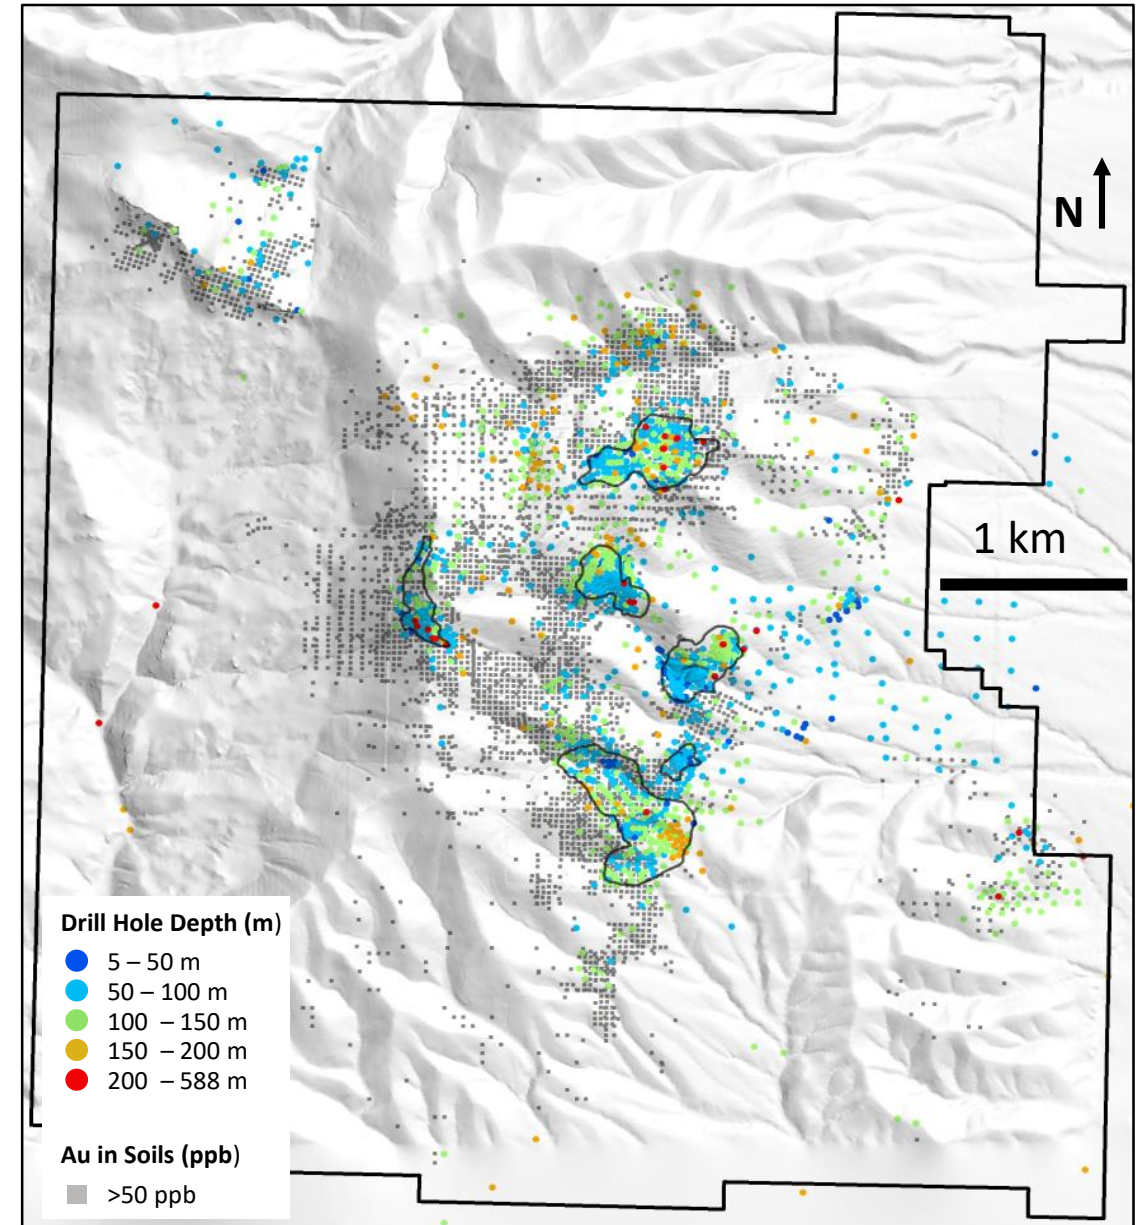 N
1 km
Drill Hole Depth (m)
5 – 50 m
50 – 100 m
100 – 150 m
150 – 200 m
200 – 588 m
Au in Soils (ppb)
>50 ppb